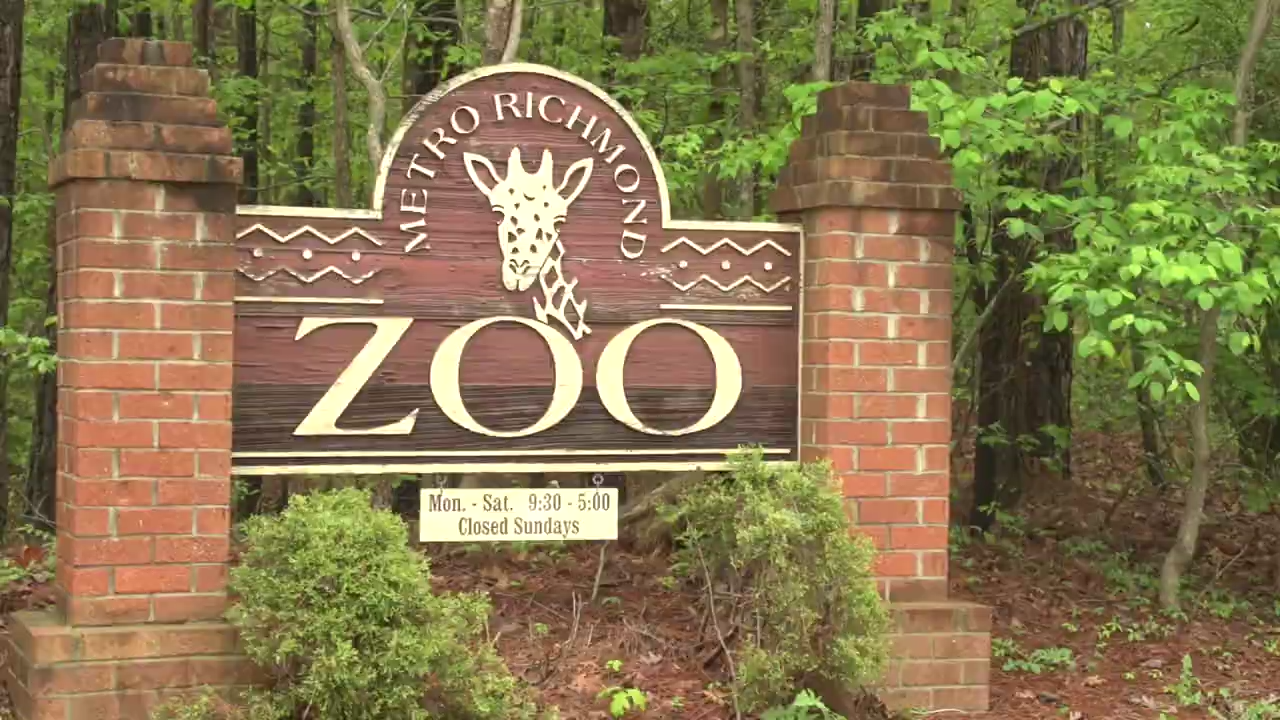 METRO RICHMOND
ZOO
Mon. - Sat. 9:30 - 5:00
Closed Sundays